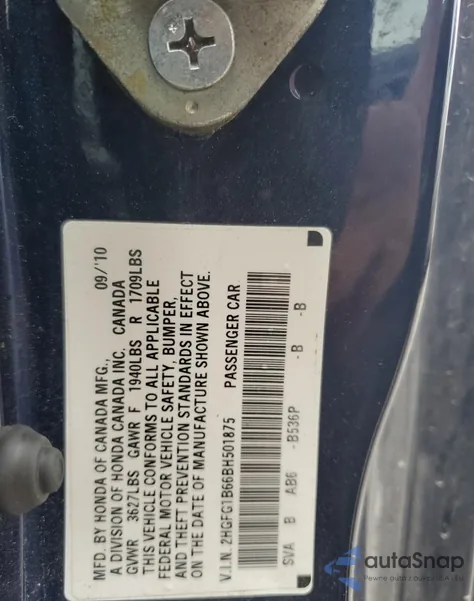 MFD. BY HONDA OF CANADA MFG., 09/'10
A DIVISION OF HONDA CANADA INC. CANADA
GVWR 3627LBS GAWR F 1940LBS R 1709LBS
THIS VEHICLE CONFORMS TO ALL APPLICABLE
FEDERAL MOTOR VEHICLE SAFETY, BUMPER,
AND THEFT PREVENTION STANDARDS IN EFFECT
ON THE DATE OF MANUFACTURE SHOWN ABOVE.
V.I.N. 2HGFG1B66BH501875 PASSENGER CAR
SVA B AB6 -B536P -B -B
autoSnap